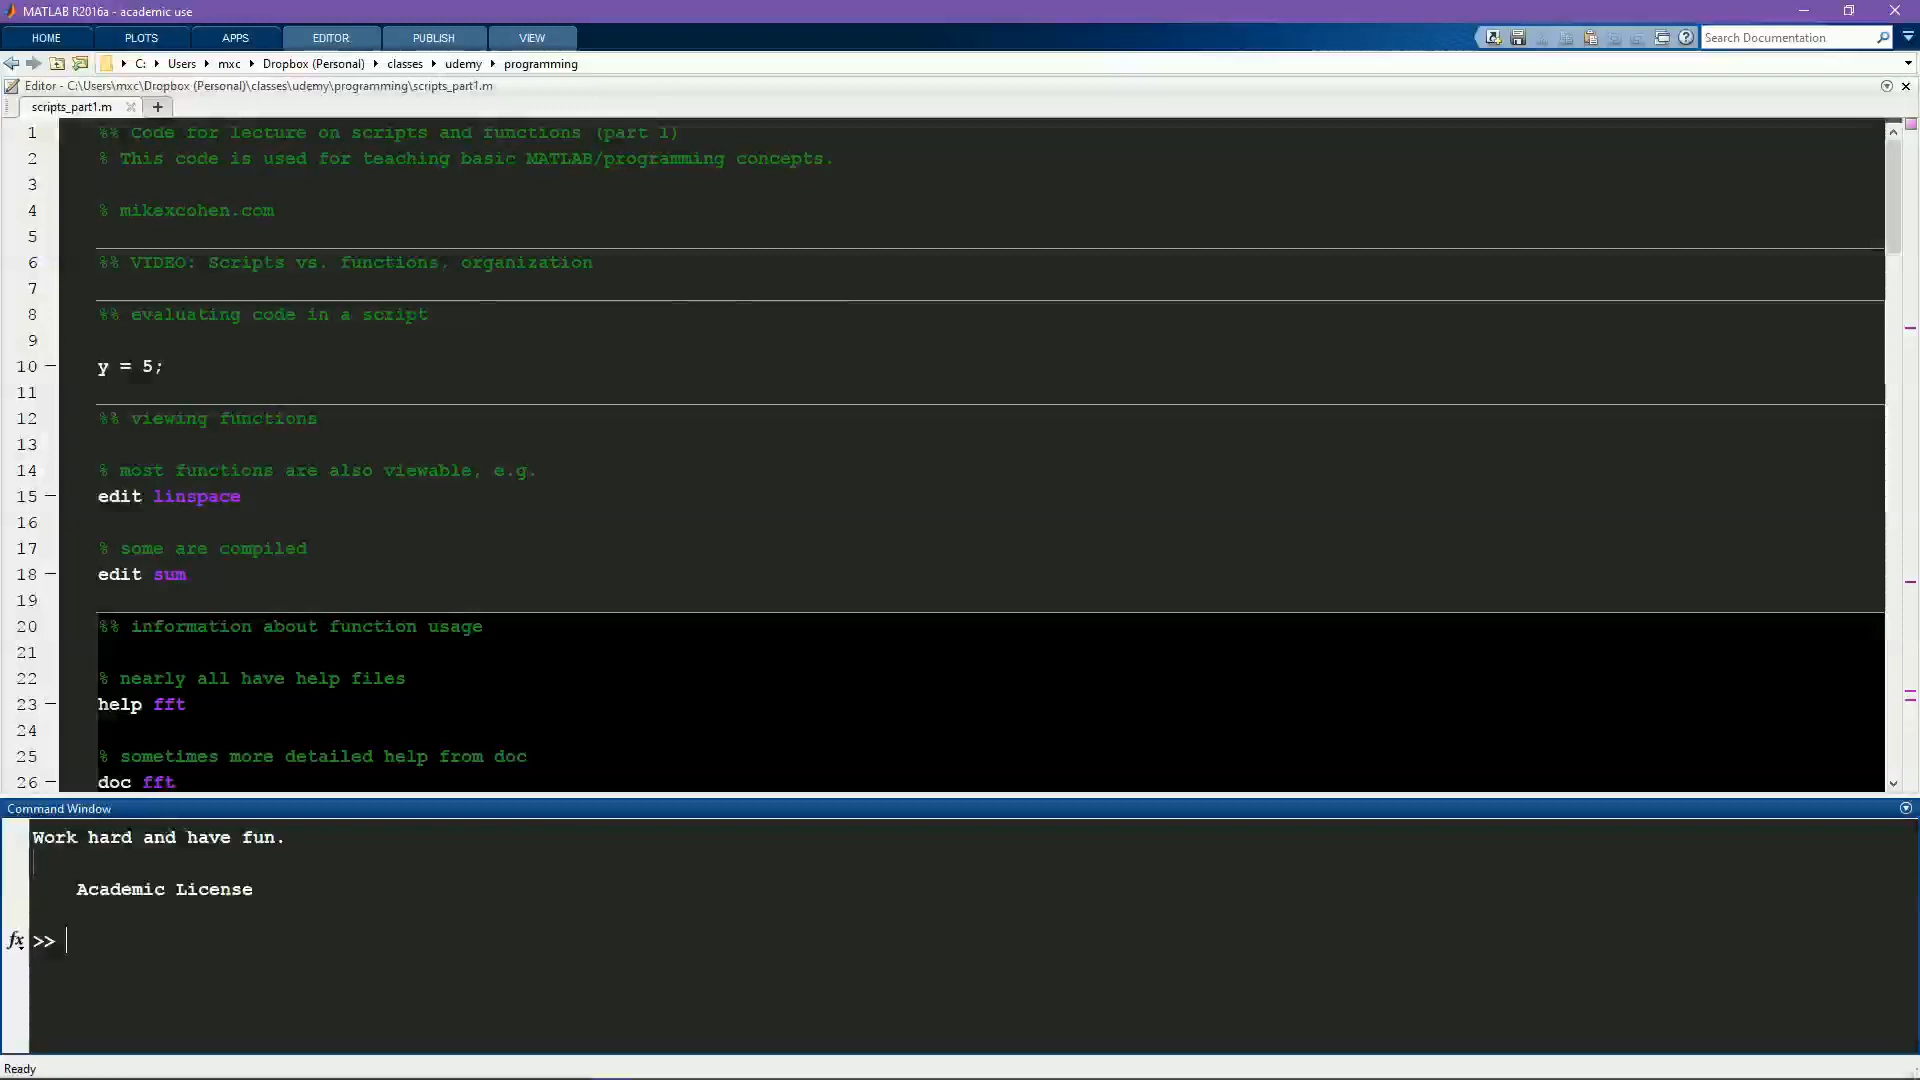 MATLAB R2016a - academic use
HOME PLOTS APPS EDITOR PUBLISH VIEW Search Documentation
C: Users mxc Dropbox (Personal) classes udemy programming
Editor - C:\Users\mxc\Dropbox (Personal)\classes\udemy\programming\scripts_part1.m
scripts_part1.m +
1 %% Code for lecture on scripts and functions (part 1)
2 % This code is used for teaching basic MATLAB/programming concepts.
3
4 % mikexcohen.com
5
6 %% VIDEO: Scripts vs. functions, organization
7
8 %% evaluating code in a script
9
10 y = 5;
11
12 %% viewing functions
13
14 % most functions are also viewable, e.g.
15 edit linspace
16
17 % some are compiled
18 edit sum
19
20 %% information about function usage
21
22 % nearly all have help files
23 help fft
24
25 % sometimes more detailed help from doc
26 doc fft
Command Window
Work hard and have fun.
Academic License
fx >>
Ready